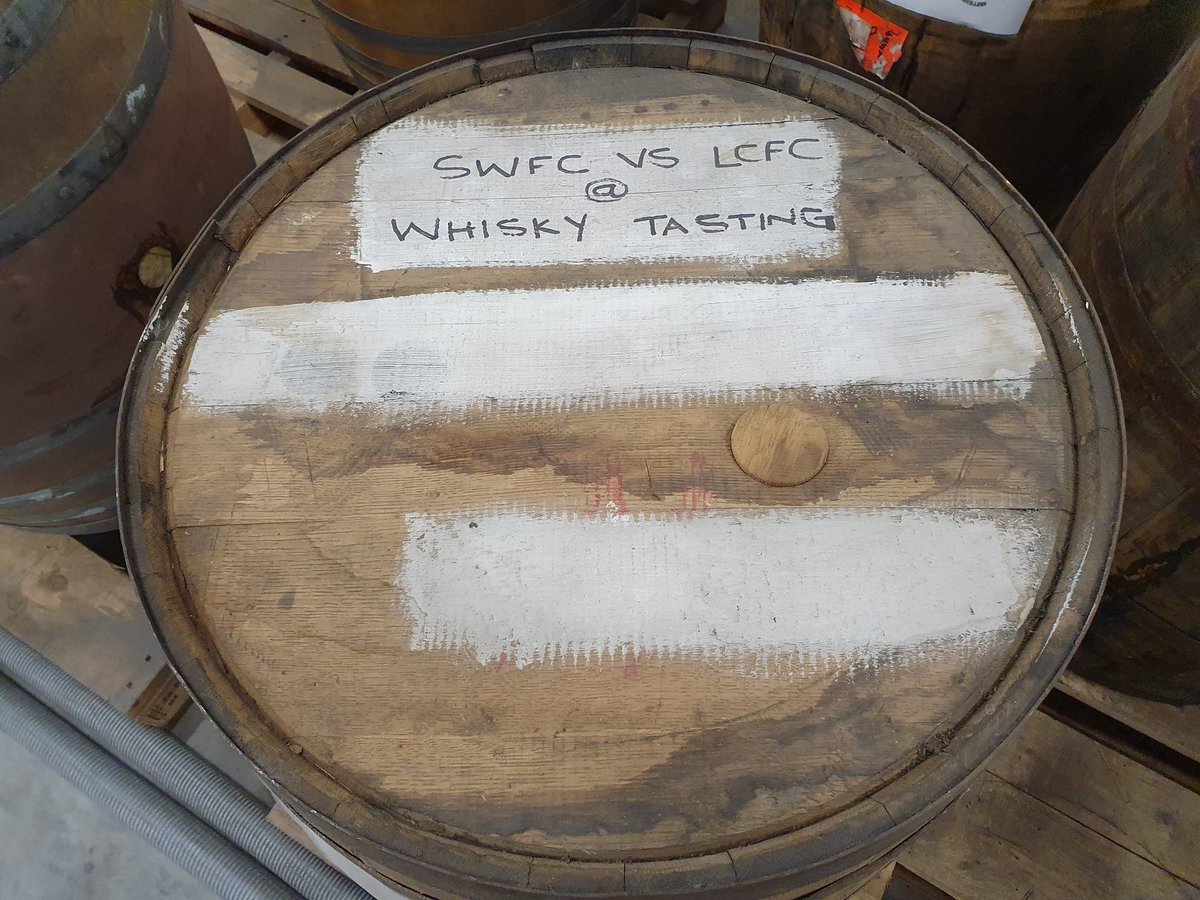 SWFC VS LCFC
@
WHISKY TASTING